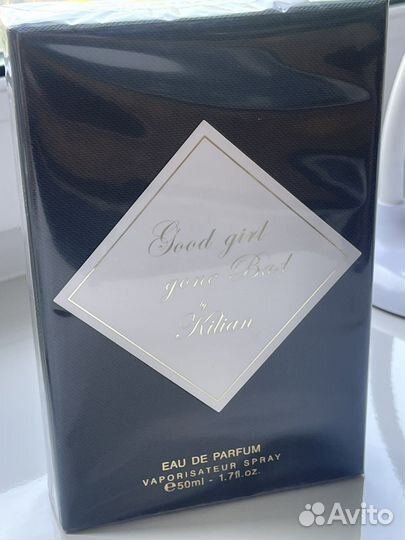 Good girl
gone Bad
by
Kilian
EAU DE PARFUM
VAPORISATEUR SPRAY
℮50ml - 1.7fl.oz.
Avito